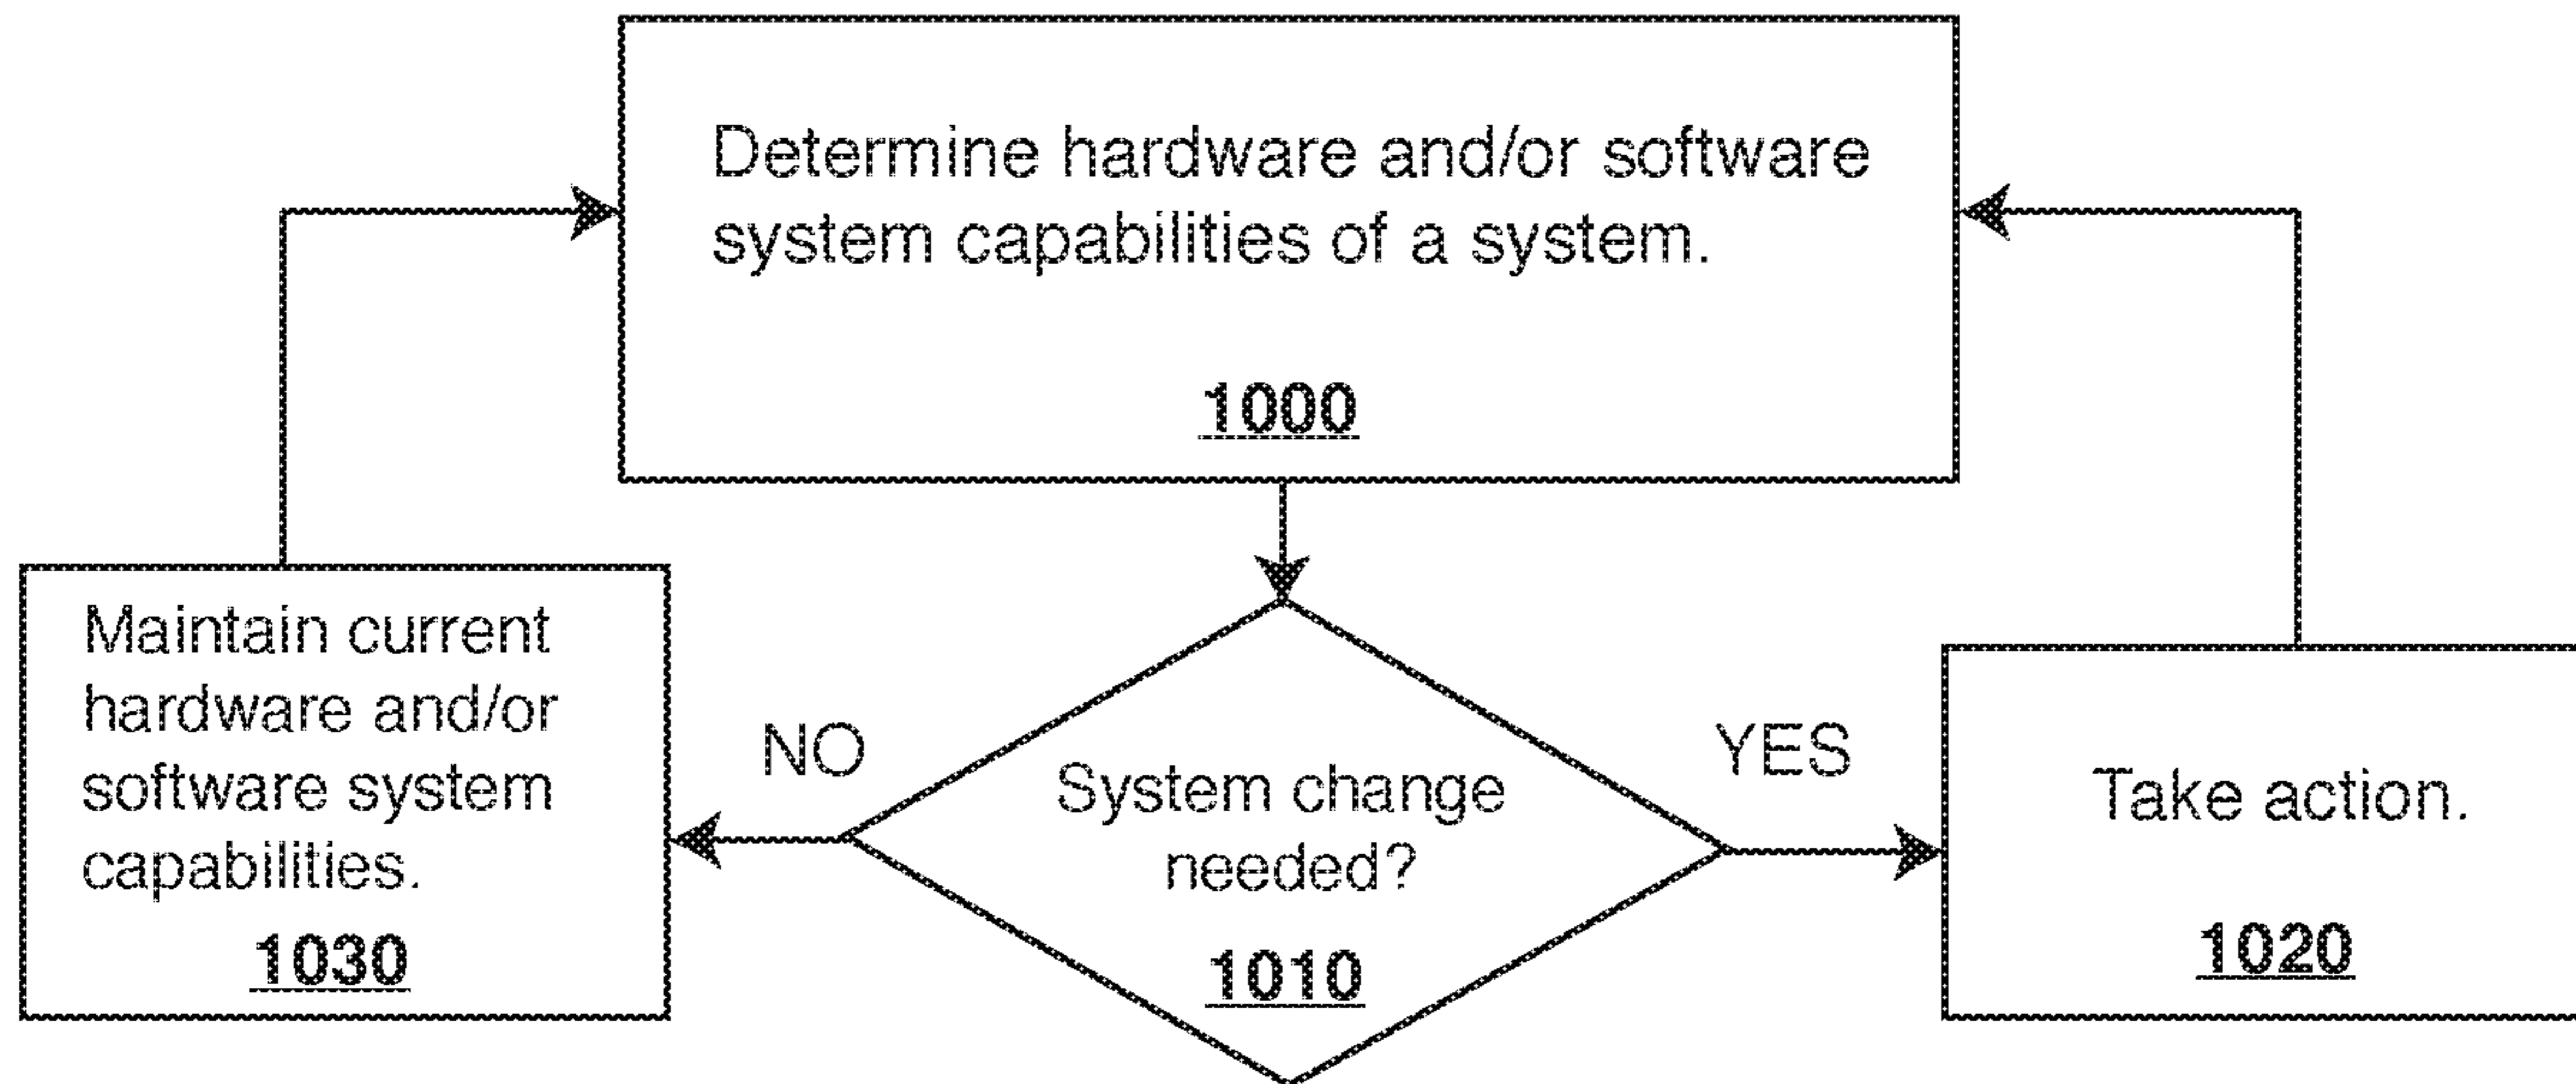 Determine hardware and/or software
system capabilities of a system.
1000
Maintain current
hardware and/or
software system
capabilities.
1030
NO
System change
needed?
1010
YES
Take action.
1020